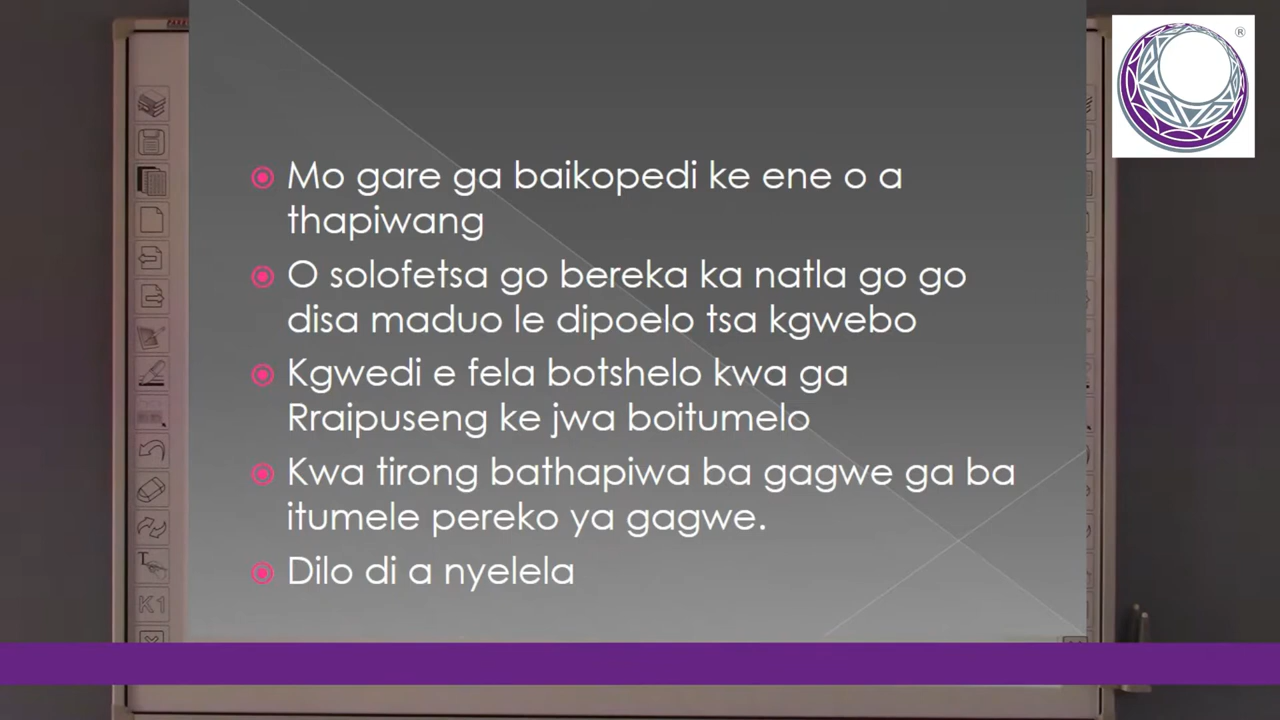 Mo gare ga baikopedi ke ene o a
thapiwang
O solofetsa go bereka ka natla go go
disa maduo le dipoelo tsa kgwebo
Kgwedi e fela botshelo kwa ga
Rraipuseng ke jwa boitumelo
Kwa tirong bathapiwa ba gagwe ga ba
itumele pereko ya gagwe.
Dilo di a nyelela
K1
®